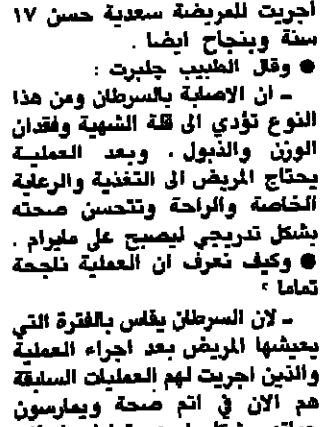 اجريت للمريضة سعدية حسن ١٧
سنة وبنجاح ايضا .
● وقال الطبيب جلبرت :
ـ ان الاصابة بالسرطان ومن هذا
النوع تؤدي الى قلة الشهية وفقدان
الوزن والذبول . وبعد العملية
يحتاج المريض الى التغذية والرعاية
الخاصة والراحة وتتحسن صحته
بشكل تدريجي ليصبح على مايرام .
● وكيف نعرف ان العملية ناجحة
تماما ؟
ـ لان السرطان يقاس بالفترة التي
يعيشها المريض بعد اجراء العملية
والذين اجريت لهم العمليات السابقة
هم الان في اتم صحة ويمارسون